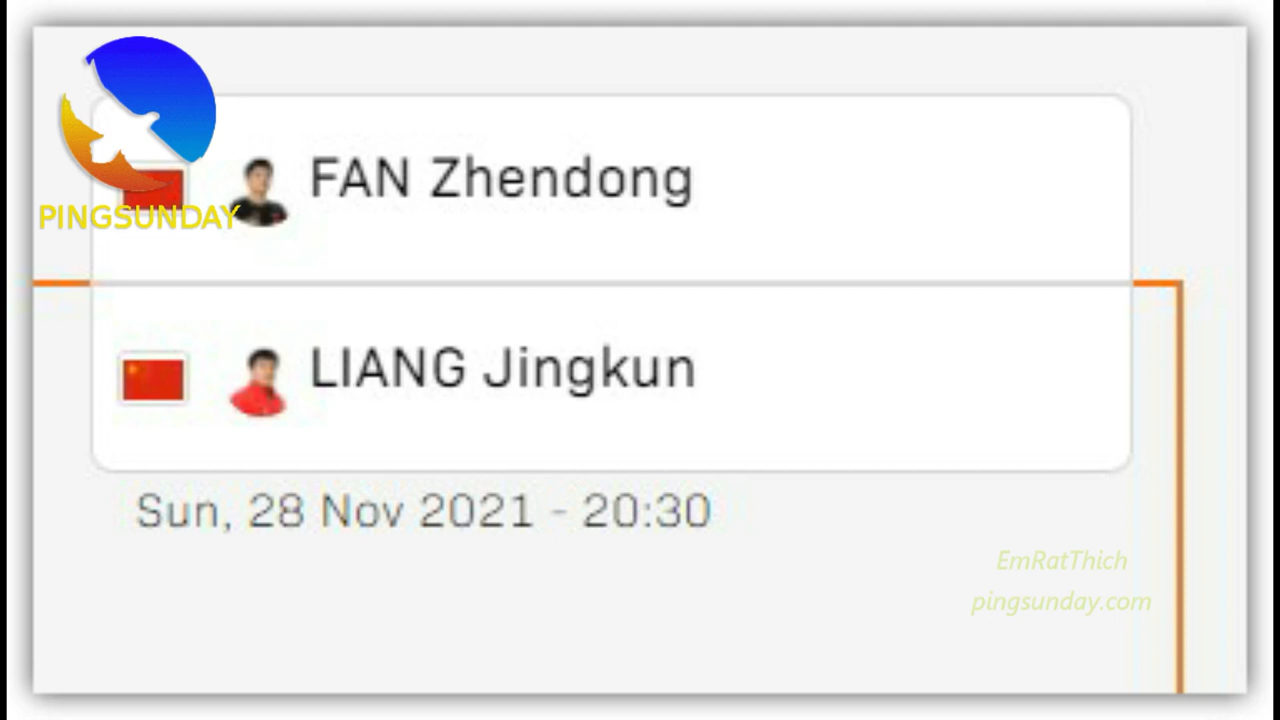 PINGSUNDAY
FAN Zhendong
LIANG Jingkun
Sun, 28 Nov 2021 - 20:30
EmRatThich
pingsunday.com